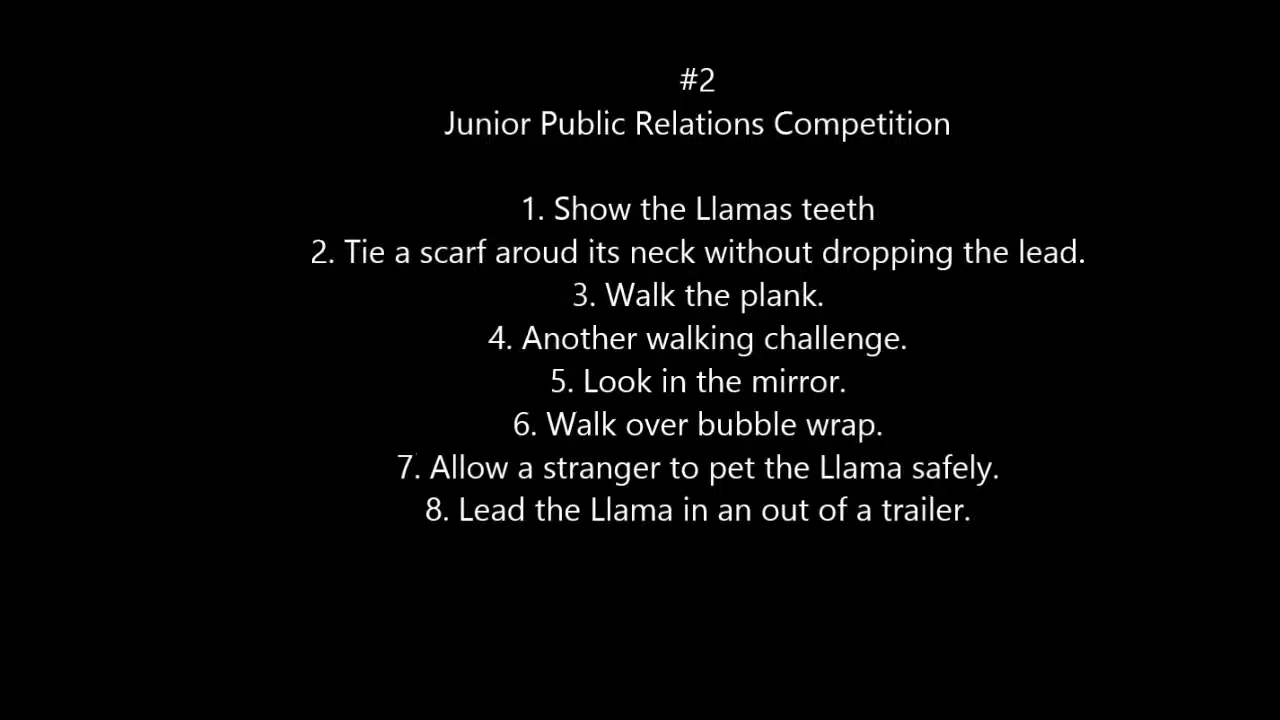 #2
Junior Public Relations Competition
1. Show the Llamas teeth
2. Tie a scarf aroud its neck without dropping the lead.
3. Walk the plank.
4. Another walking challenge.
5. Look in the mirror.
6. Walk over bubble wrap.
7. Allow a stranger to pet the Llama safely.
8. Lead the Llama in an out of a trailer.